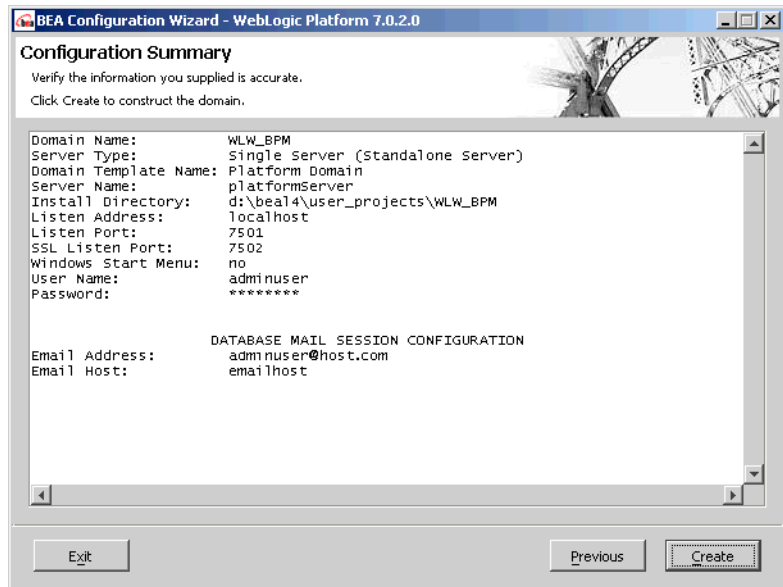 BEA Configuration Wizard - WebLogic Platform 7.0.2.0
Configuration Summary
Verify the information you supplied is accurate.
Click Create to construct the domain.
Domain Name: WLW_BPM
Server Type: Single Server (Standalone Server)
Domain Template Name: Platform Domain
Server Name: platformServer
Install Directory: d:\bea14\user_projects\WLW_BPM
Listen Address: localhost
Listen Port: 7501
SSL Listen Port: 7502
Windows Start Menu: no
User Name: adminuser
Password: ********
DATABASE MAIL SESSION CONFIGURATION
Email Address: adminuser@host.com
Email Host: emailhost
Exit Previous Create